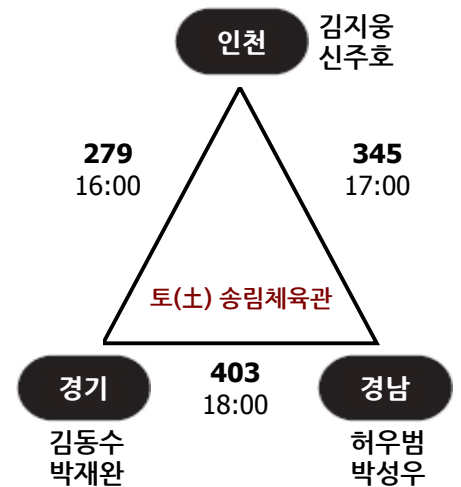 인천
김지웅
신주호
279
16:00
345
17:00
토(土) 송림체육관
경기
403
18:00
경남
김동수
박재완
허우범
박성우